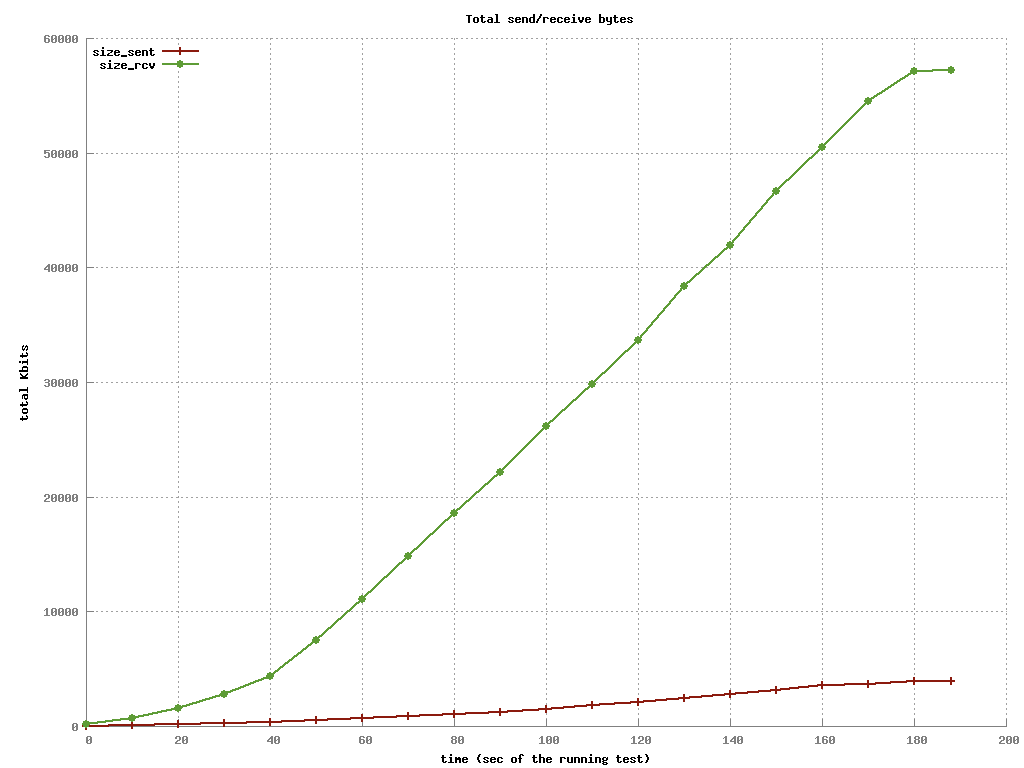 Total send/receive bytes
size_sent
size_rcv
60000
50000
40000
30000
20000
10000
0
total Kbits
0 20 40 60 80 100 120 140 160 180 200
time (sec of the running test)